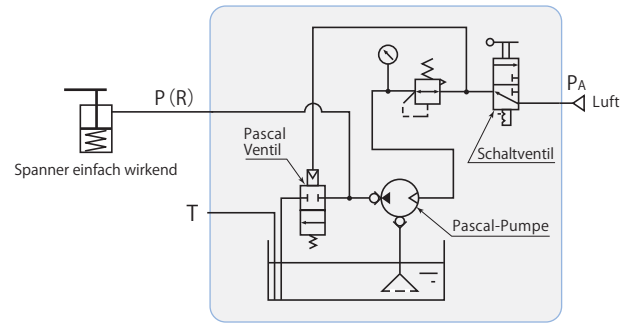 PA
Luft
P (R)
Pascal
Ventil
Schaltventil
Spanner einfach wirkend
T
Pascal-Pumpe